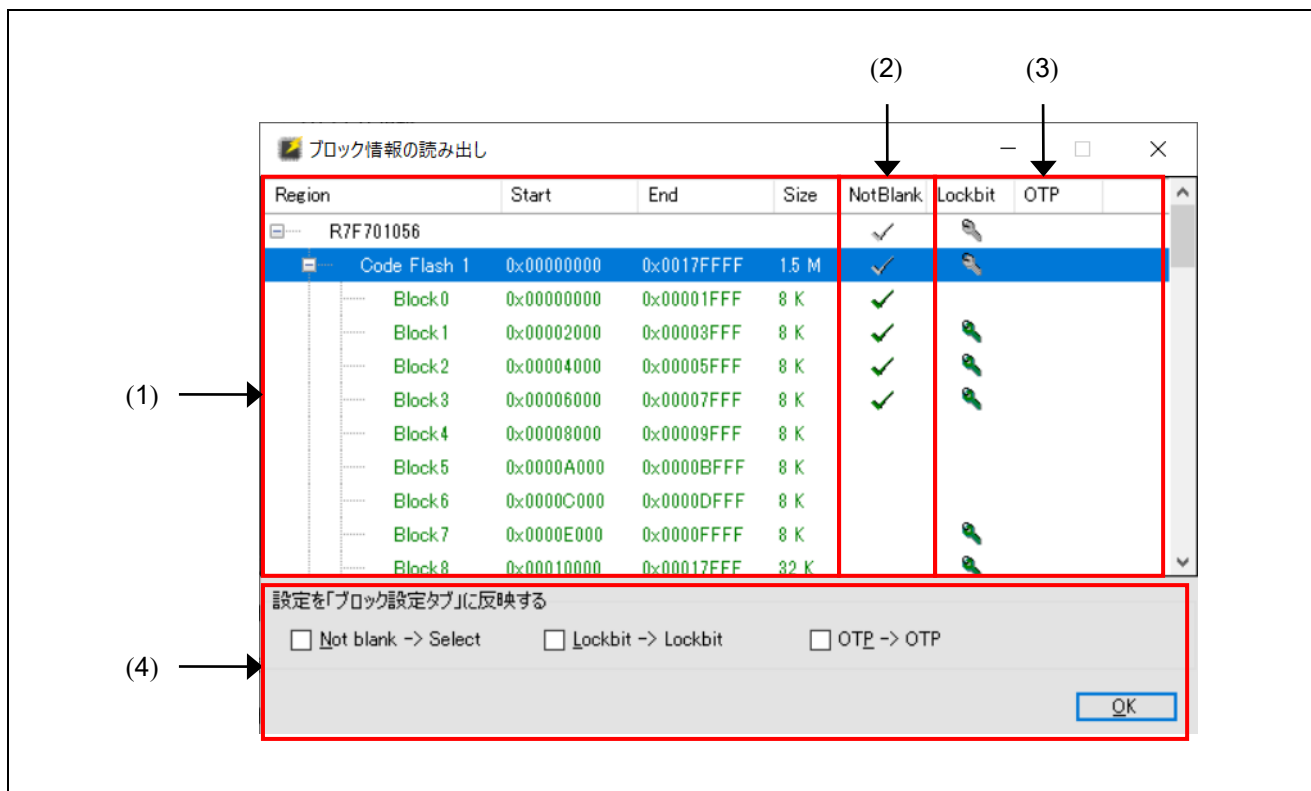 (2) (3)
ブロック情報の読み出し
Region Start End Size NotBlank Lockbit OTP
R7F701056
Code Flash 1 0x00000000 0x0017FFFF 1.5 M
Block0 0x00000000 0x00001FFF 8 K
Block1 0x00002000 0x00003FFF 8 K
Block2 0x00004000 0x00005FFF 8 K
(1) Block3 0x00006000 0x00007FFF 8 K
Block4 0x00008000 0x00009FFF 8 K
Block5 0x0000A000 0x0000BFFF 8 K
Block6 0x0000C000 0x0000DFFF 8 K
Block7 0x0000E000 0x0000FFFF 8 K
Block8 0x00010000 0x00017FFF 32 K
設定を「ブロック設定タブ」に反映する
Not blank -> Select Lockbit -> Lockbit OTP -> OTP
(4)
OK